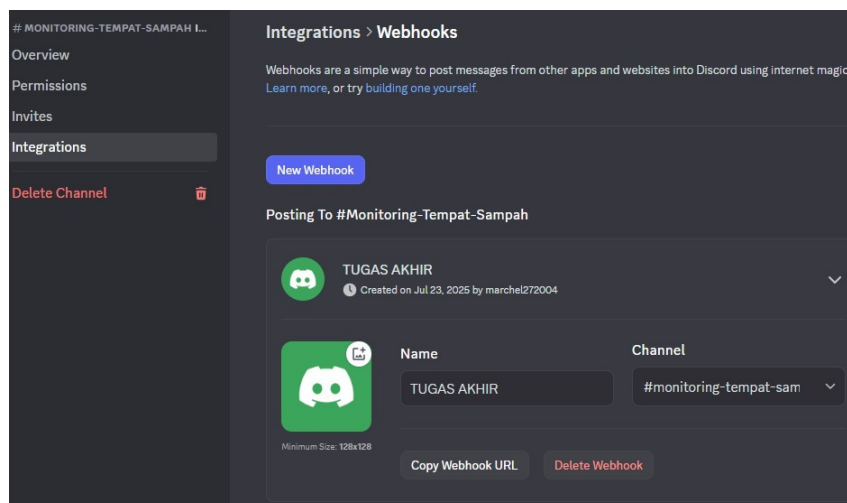 # MONITORING-TEMPAT-SAMPAH I...
Overview
Permissions
Invites
Integrations
Delete Channel
Integrations > Webhooks
Webhooks are a simple way to post messages from other apps and websites into Discord using internet magic
Learn more, or try building one yourself.
New Webhook
Posting To #Monitoring-Tempat-Sampah
TUGAS AKHIR
Created on Jul 23, 2025 by marchel272004
Minimum Size: 128x128
Name
TUGAS AKHIR
Channel
#monitoring-tempat-sam
Copy Webhook URL
Delete Webhook